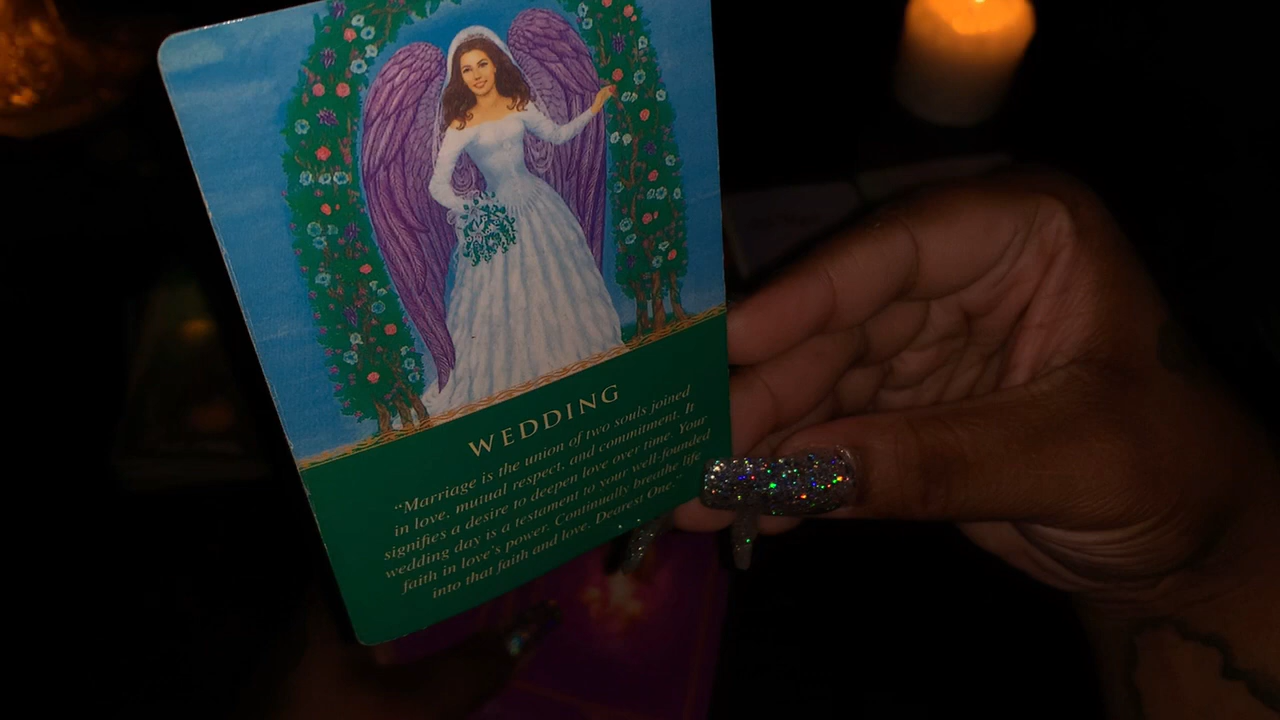 WEDDING
“Marriage is the union of two souls joined
in love, mutual respect, and commitment. It
signifies a desire to deepen love over time. Your
wedding day is a testament to your well-founded
faith in love’s power. Continually breathe life
into that faith and love, Dearest One.”